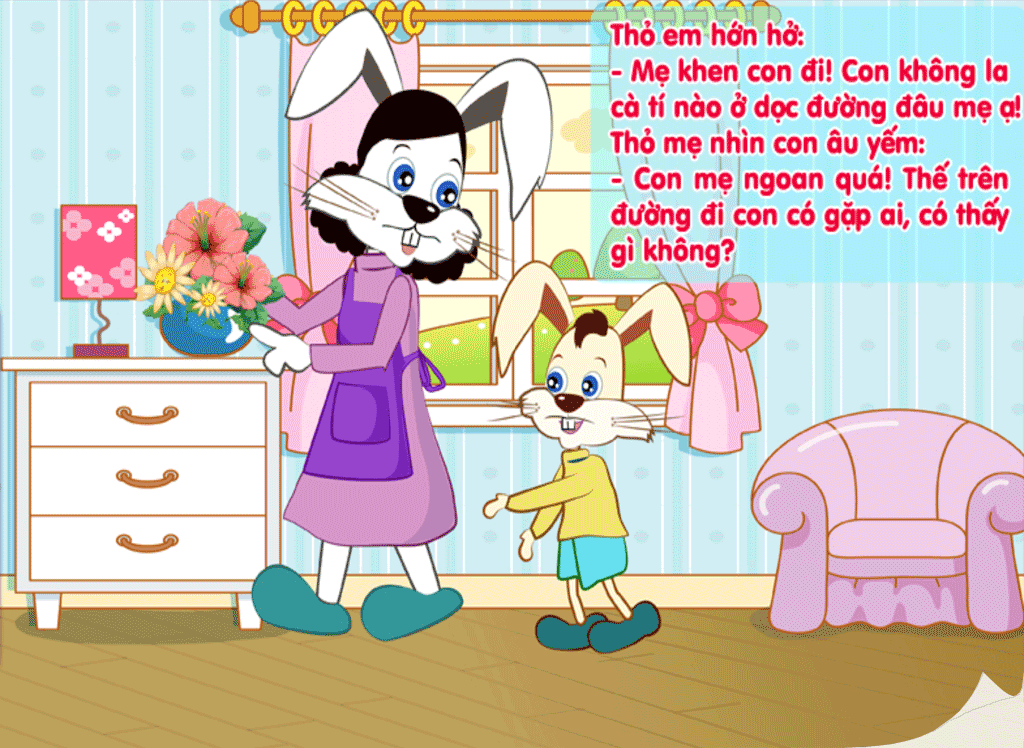 Thỏ em hớn hở:
- Mẹ khen con đi! Con không la
cà tí nào ở dọc đường đâu mẹ ạ!
Thỏ mẹ nhìn con âu yếm:
- Con mẹ ngoan quá! Thế trên
đường đi con có gặp ai, có thấy
gì không?